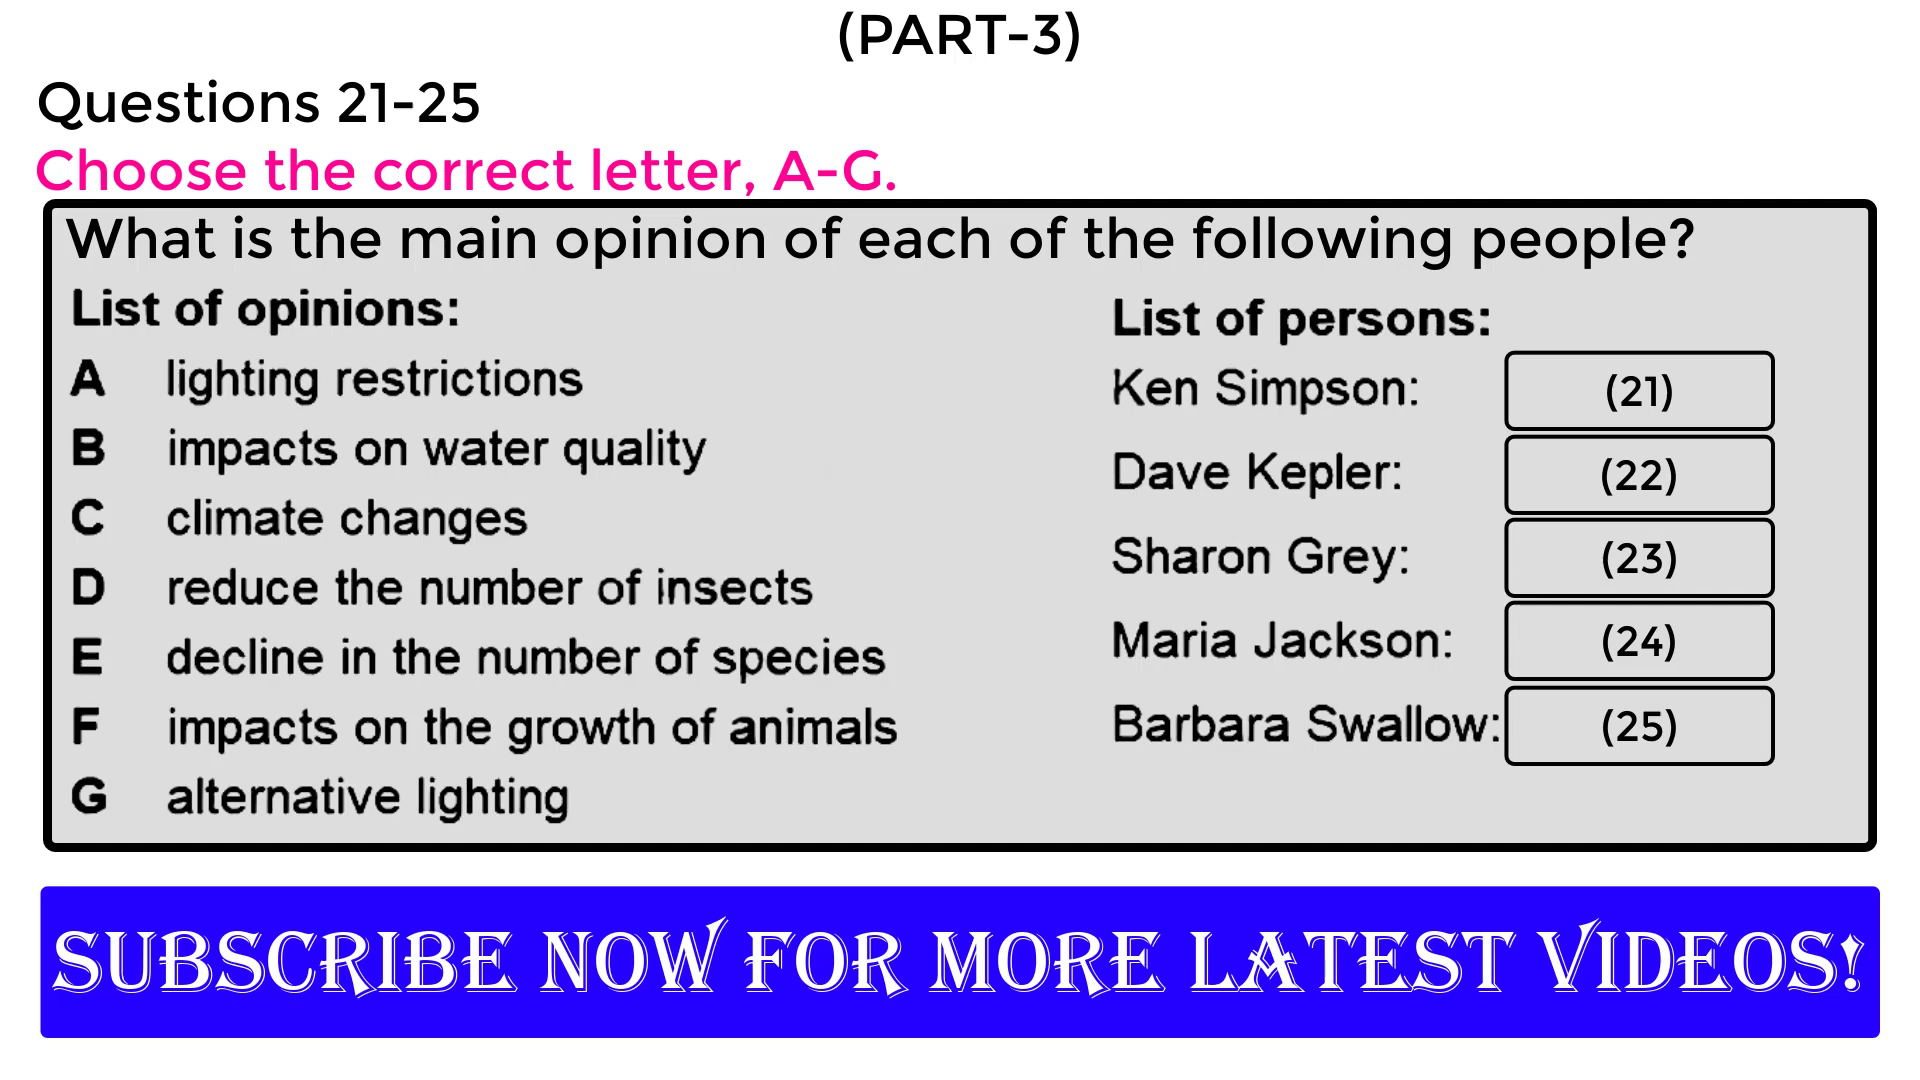 (PART-3)
Questions 21-25
Choose the correct letter, A-G.
What is the main opinion of each of the following people?
List of opinions:
A lighting restrictions
B impacts on water quality
C climate changes
D reduce the number of insects
E decline in the number of species
F impacts on the growth of animals
G alternative lighting
List of persons:
Ken Simpson: (21)
Dave Kepler: (22)
Sharon Grey: (23)
Maria Jackson: (24)
Barbara Swallow: (25)
SUBSCRIBE NOW FOR MORE LATEST VIDEOS!